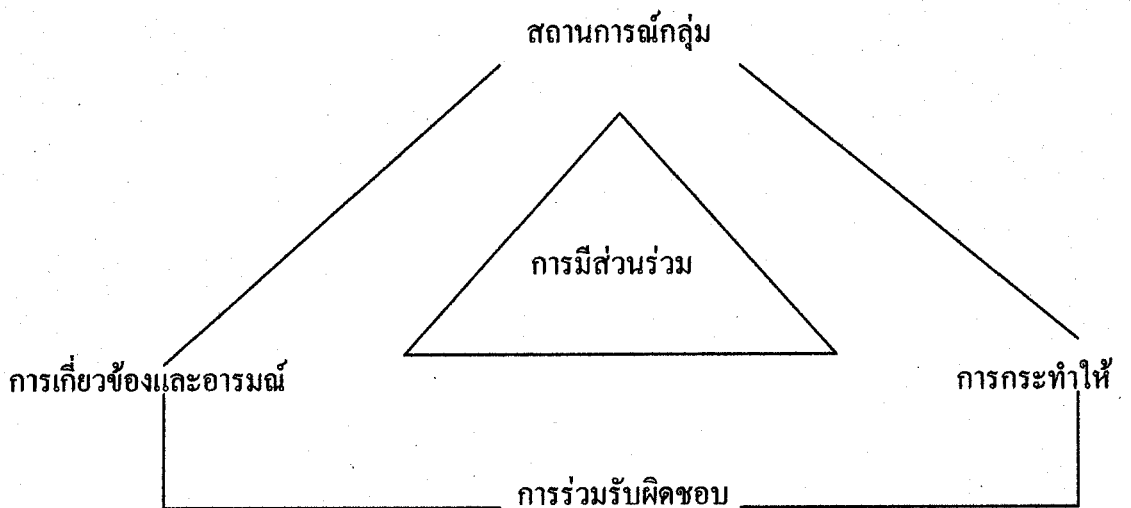 สถานการณ์กลุ่ม
การมีส่วนร่วม
การเกี่ยวข้องและอารมณ์
การกระทำให้
การร่วมรับผิดชอบ